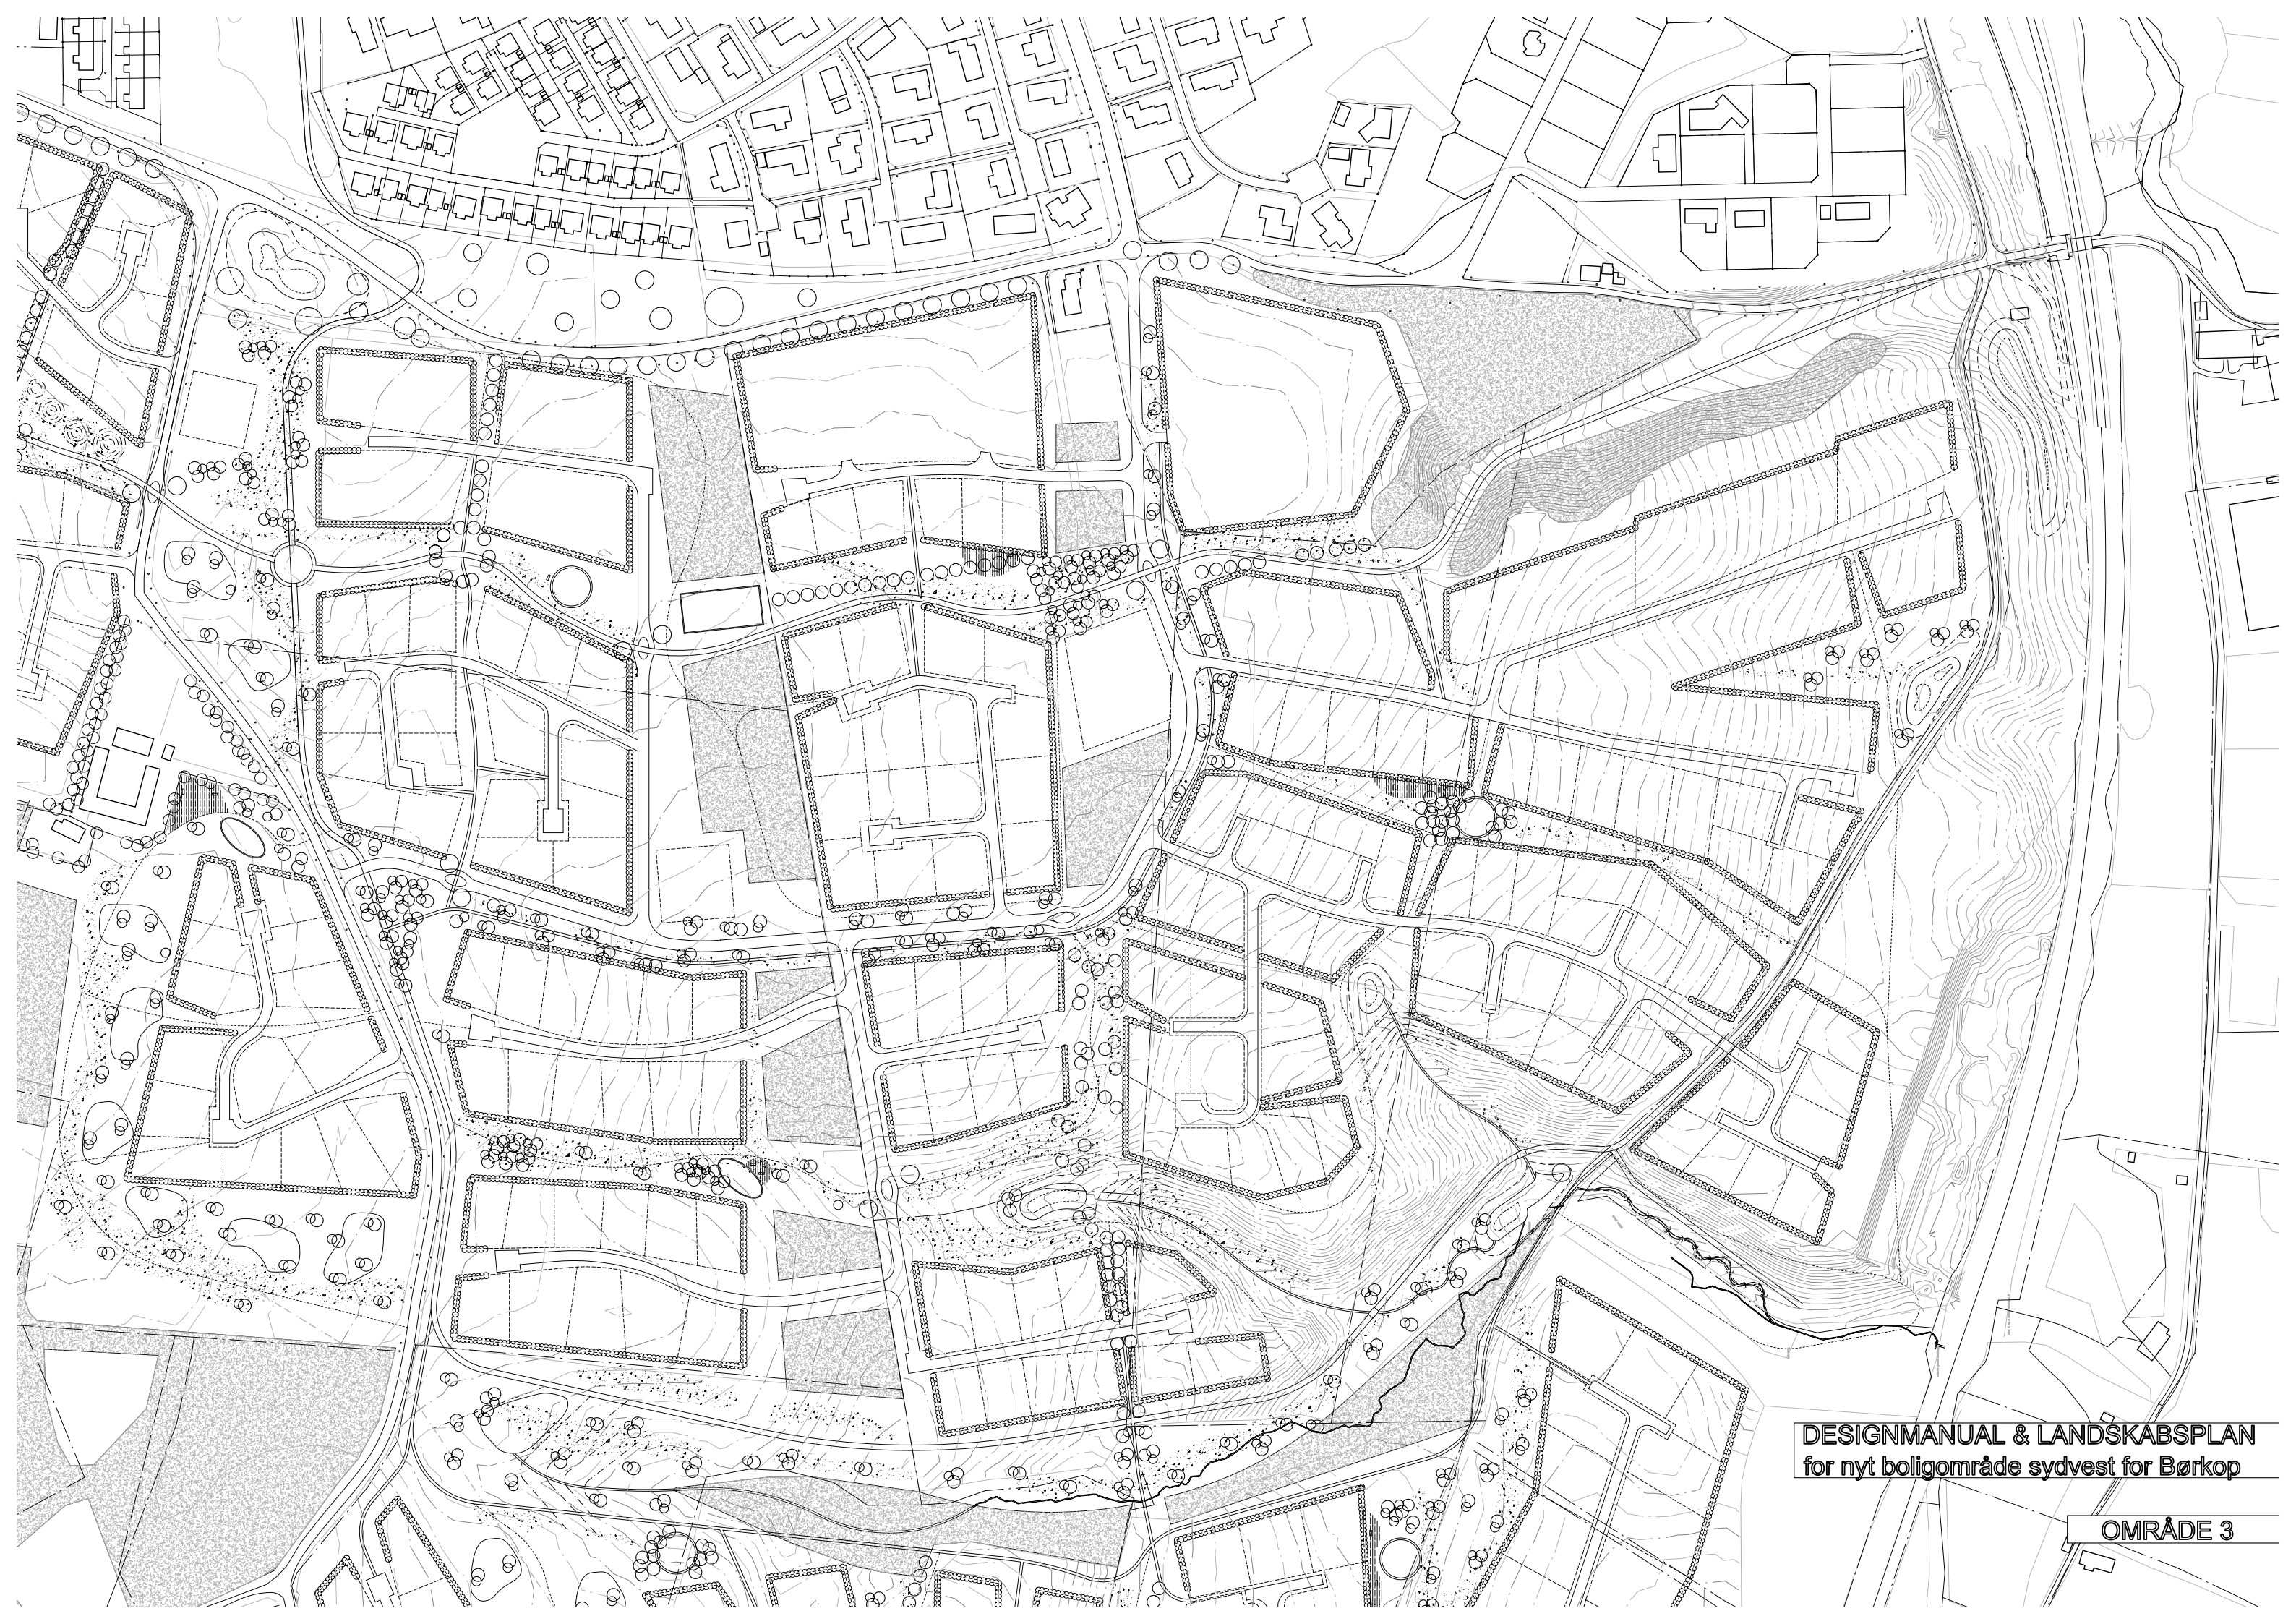 DESIGNMANUAL & LANDSKABSPLAN
for nyt boligområde sydvest for Børkop
OMRÅDE 3